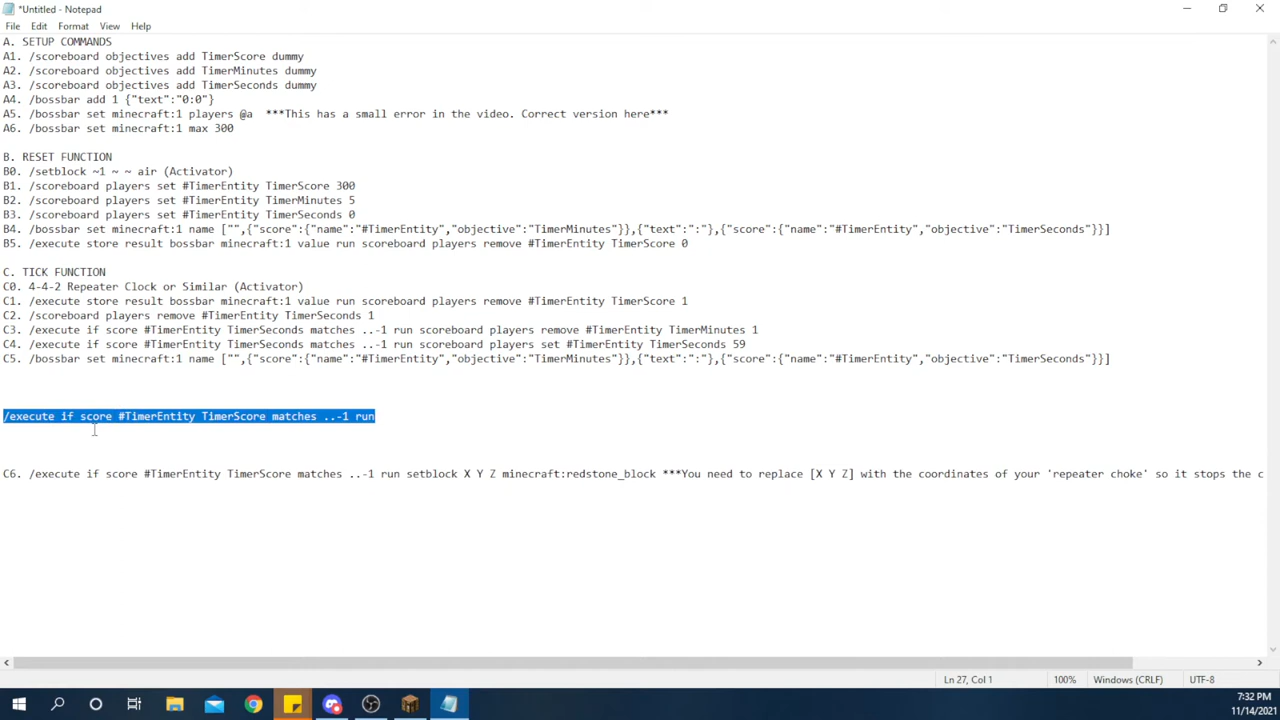 *Untitled - Notepad
File Edit Format View Help
A. SETUP COMMANDS
A1. /scoreboard objectives add TimerScore dummy
A2. /scoreboard objectives add TimerMinutes dummy
A3. /scoreboard objectives add TimerSeconds dummy
A4. /bossbar add 1 {"text":"0:0"}
A5. /bossbar set minecraft:1 players @a  ***This has a small error in the video. Correct version here***
A6. /bossbar set minecraft:1 max 300
B. RESET FUNCTION
B0. /setblock ~1 ~ ~ air (Activator)
B1. /scoreboard players set #TimerEntity TimerScore 300
B2. /scoreboard players set #TimerEntity TimerMinutes 5
B3. /scoreboard players set #TimerEntity TimerSeconds 0
B4. /bossbar set minecraft:1 name ["",{"score":{"name":"#TimerEntity","objective":"TimerMinutes"}},{"text":":"},{"score":{"name":"#TimerEntity","objective":"TimerSeconds"}}]
B5. /execute store result bossbar minecraft:1 value run scoreboard players remove #TimerEntity TimerScore 0
C. TICK FUNCTION
C0. 4-4-2 Repeater Clock or Similar (Activator)
C1. /execute store result bossbar minecraft:1 value run scoreboard players remove #TimerEntity TimerScore 1
C2. /scoreboard players remove #TimerEntity TimerSeconds 1
C3. /execute if score #TimerEntity TimerSeconds matches ..-1 run scoreboard players remove #TimerEntity TimerMinutes 1
C4. /execute if score #TimerEntity TimerSeconds matches ..-1 run scoreboard players set #TimerEntity TimerSeconds 59
C5. /bossbar set minecraft:1 name ["",{"score":{"name":"#TimerEntity","objective":"TimerMinutes"}},{"text":":"},{"score":{"name":"#TimerEntity","objective":"TimerSeconds"}}]
/execute if score #TimerEntity TimerScore matches ..-1 run
C6. /execute if score #TimerEntity TimerScore matches ..-1 run setblock X Y Z minecraft:redstone_block ***You need to replace [X Y Z] with the coordinates of your 'repeater choke' so it stops the c
Ln 27, Col 1 100% Windows (CRLF) UTF-8
7:32 PM
11/14/2021